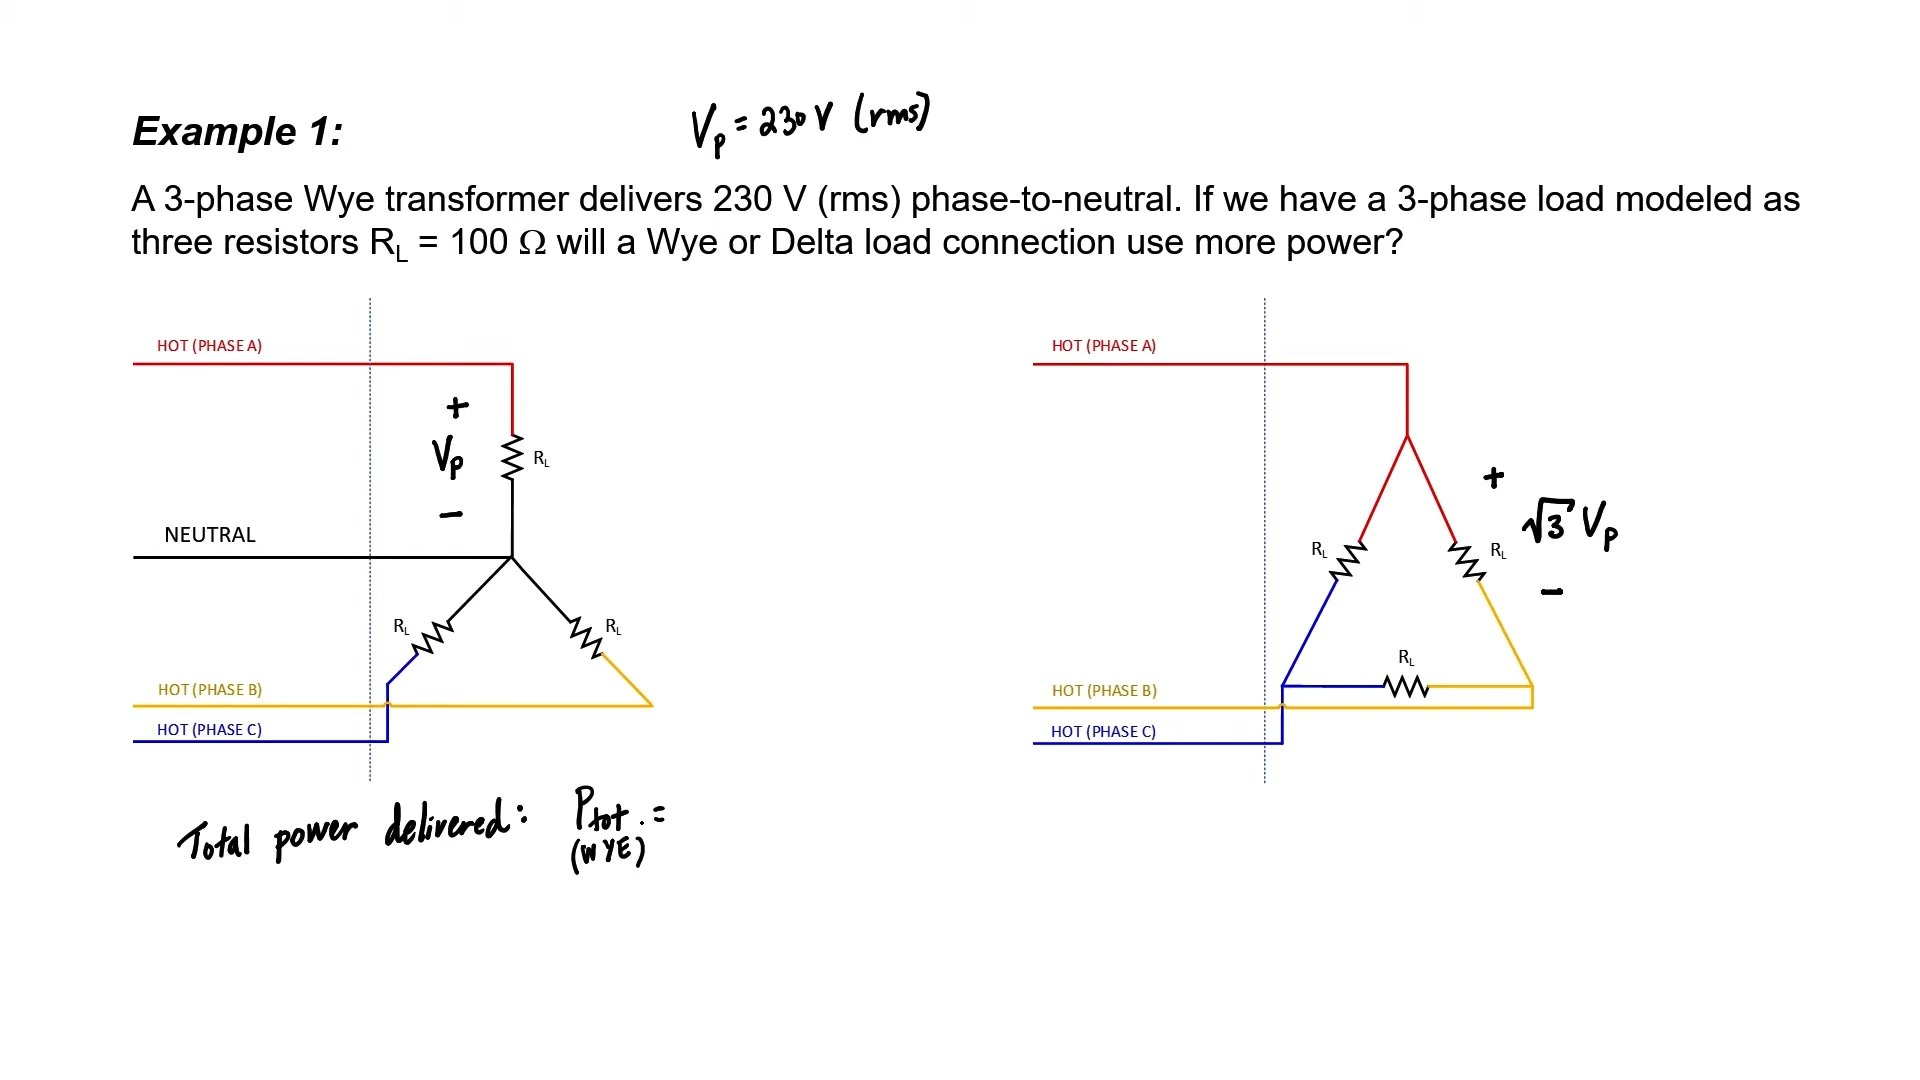 Example 1:
Vp = 230 V (rms)
A 3-phase Wye transformer delivers 230 V (rms) phase-to-neutral. If we have a 3-phase load modeled as
three resistors RL = 100 Ω will a Wye or Delta load connection use more power?
HOT (PHASE A)
+
Vp
-
RL
NEUTRAL
RL
RL
HOT (PHASE B)
HOT (PHASE C)
HOT (PHASE A)
+
√3 Vp
-
RL
RL
RL
HOT (PHASE B)
HOT (PHASE C)
Total power delivered: Ptot. =
(WYE)